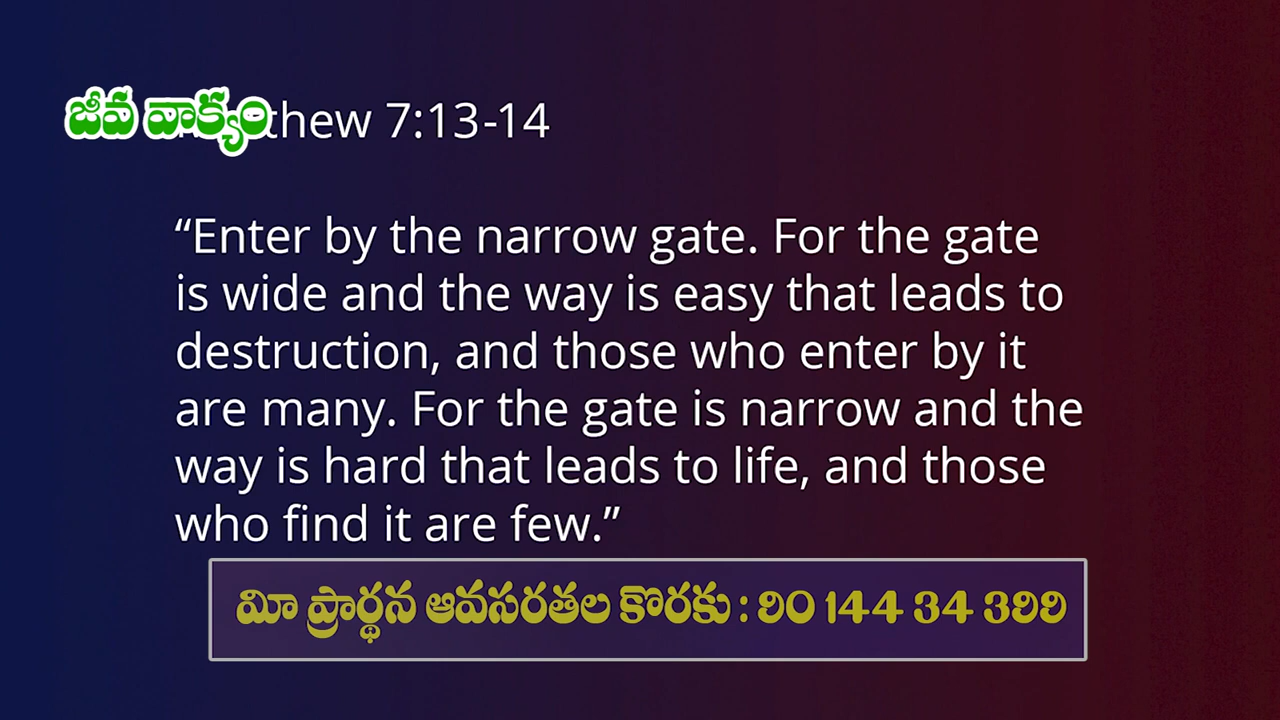 జీవ వాక్యం
thew 7:13-14
“Enter by the narrow gate. For the gate
is wide and the way is easy that leads to
destruction, and those who enter by it
are many. For the gate is narrow and the
way is hard that leads to life, and those
who find it are few.”
మీ ప్రార్థన ఆవసరతల కొరకు : 90 144 34 399